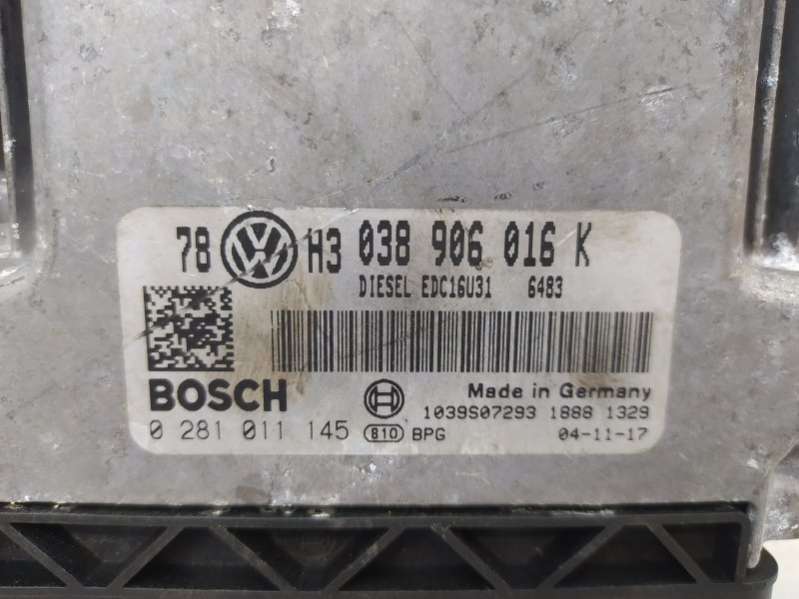 78 VW H3 038 906 016 K
DIESEL EDC16U31 6483
BOSCH
Made in Germany
1039S07293 1888 1329
0 281 011 145 810 BPG 04-11-17